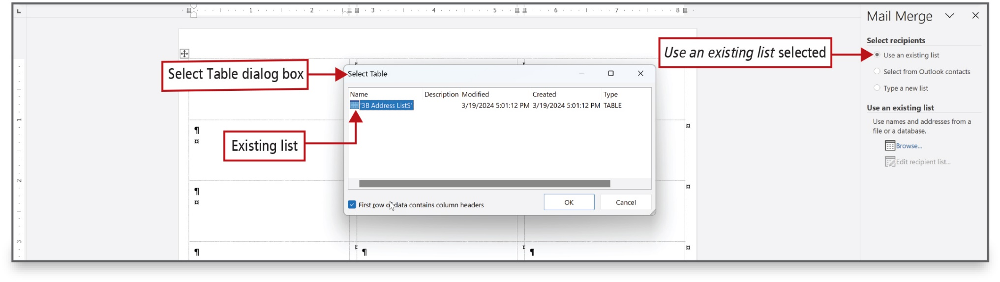 1 2 3 4 5 6 7 8
Mail Merge
Select recipients
Use an existing list selected
Use an existing list
Select Table dialog box
Select Table
Select from Outlook contacts
Type a new list
Name Description Modified Created Type
'3B Address List$' 3/19/2024 5:01:12 PM 3/19/2024 5:01:12 PM TABLE
Use an existing list
Use names and addresses from a
file or a database.
1
¶
¤
¤
Existing list
Browse...
Edit recipient list...
2
¶
¤
¤
First row of data contains column headers
OK
Cancel
3
¶ ¶ ¶ ¤